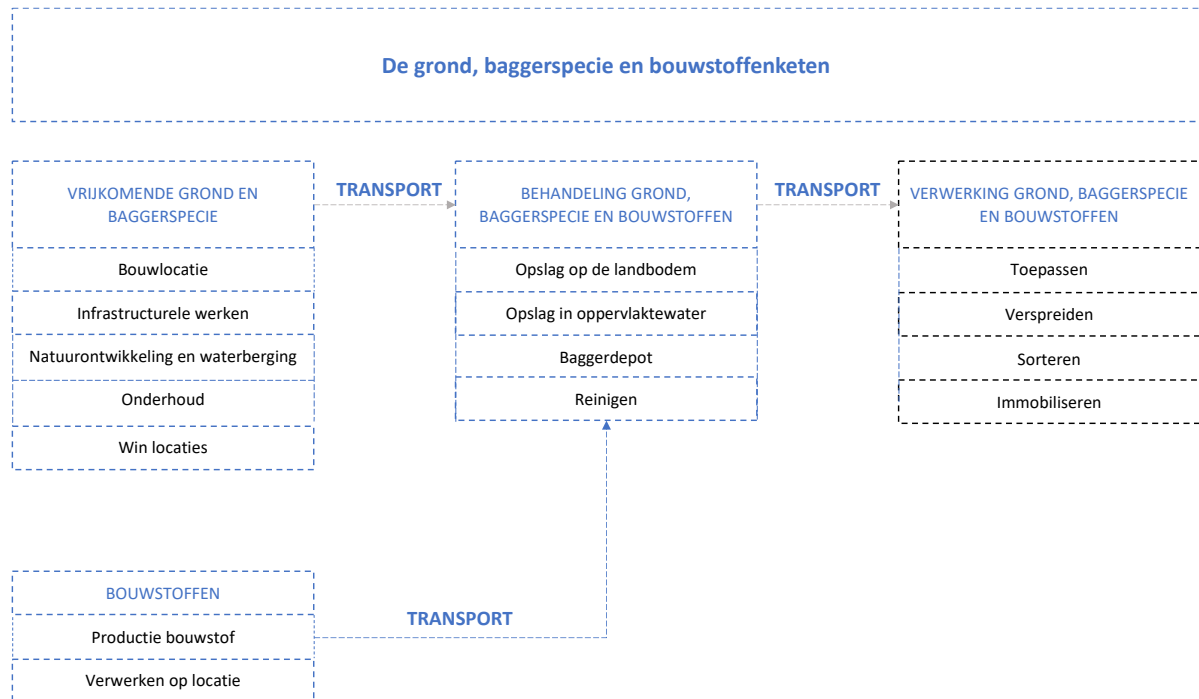 De grond, baggerspecie en bouwstoffenketen
VRIJKOMENDE GROND EN
BAGGERSPECIE
Bouwlocatie
Infrastructurele werken
Natuurontwikkeling en waterberging
Onderhoud
Win locaties
TRANSPORT
BEHANDELING GROND,
BAGGERSPECIE EN BOUWSTOFFEN
Opslag op de landbodem
Opslag in oppervlaktewater
Baggerdepot
Reinigen
TRANSPORT
VERWERKING GROND, BAGGERSPECIE
EN BOUWSTOFFEN
Toepassen
Verspreiden
Sorteren
Immobiliseren
BOUWSTOFFEN
Productie bouwstof
Verwerken op locatie
TRANSPORT